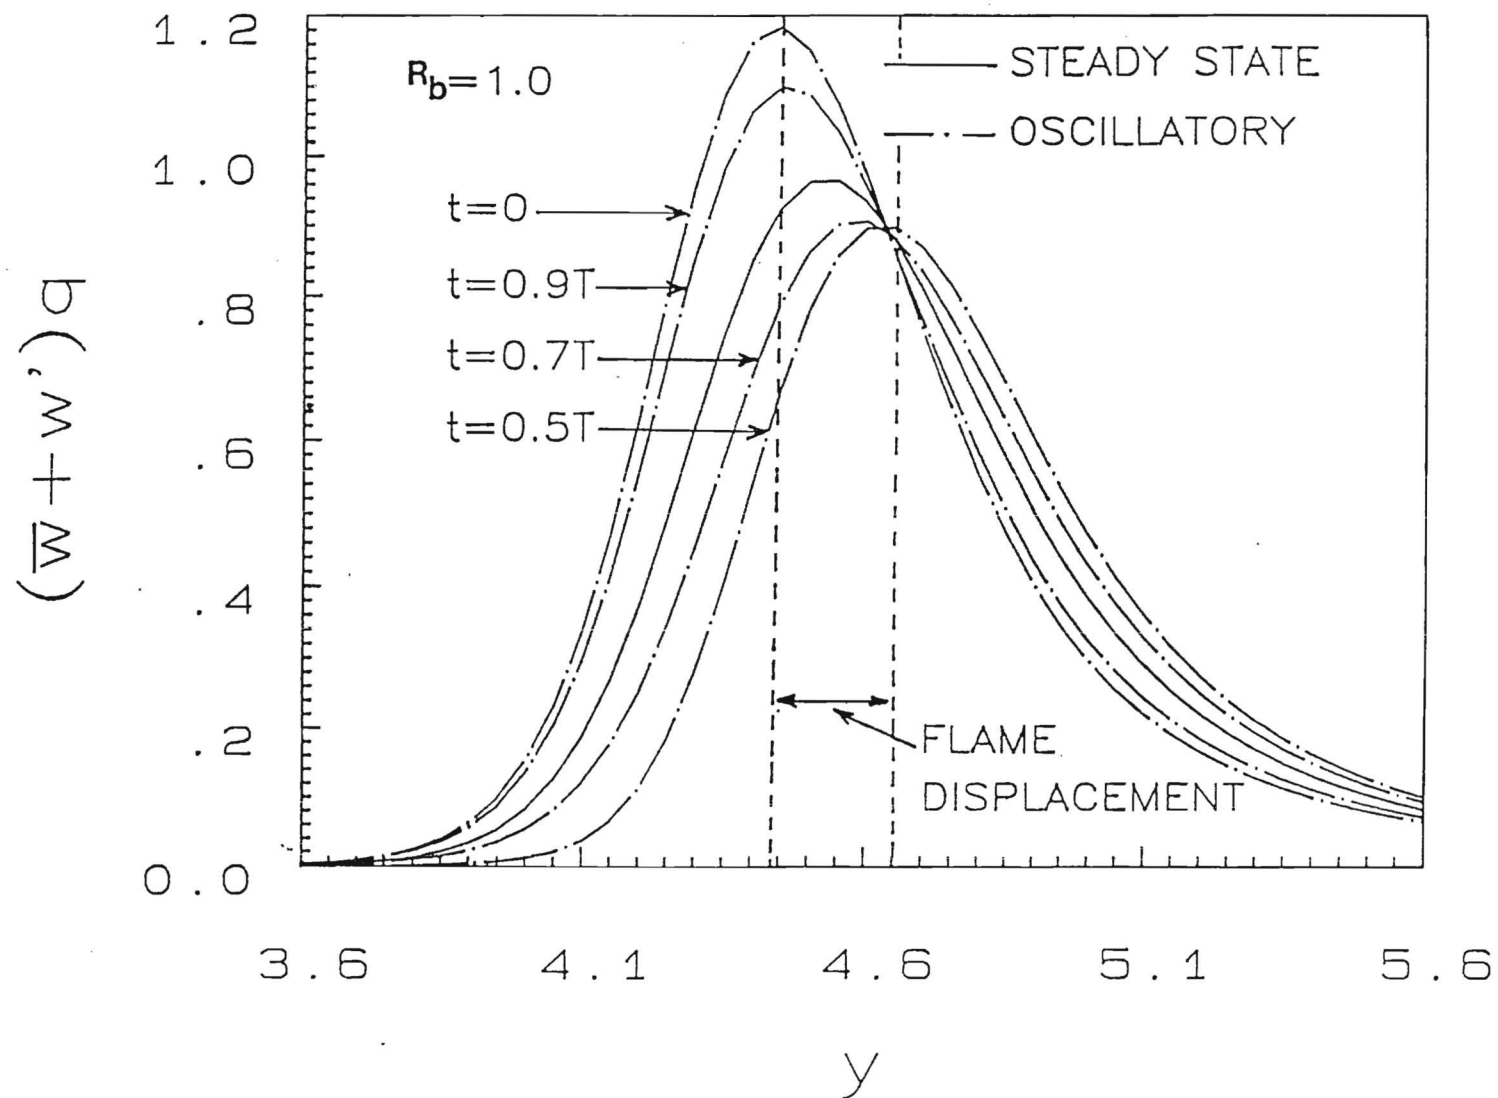 1.2
1.0
.8
.6
.4
.2
0.0
(w̅+w')q
R_b=1.0
STEADY STATE
OSCILLATORY
t=0
t=0.9T
t=0.7T
t=0.5T
FLAME
DISPLACEMENT
3.6 4.1 4.6 5.1 5.6
y